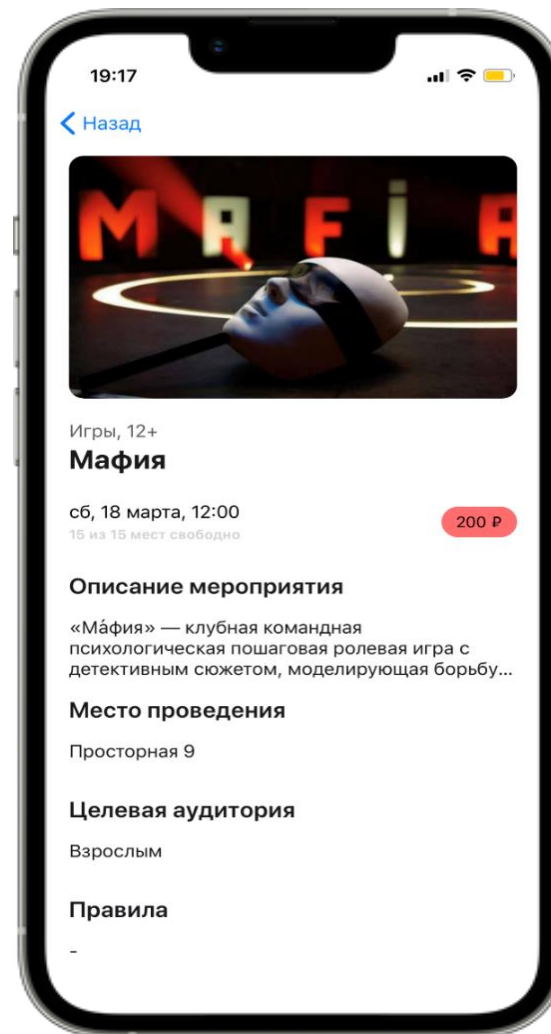 19:17
Назад
MAFiA
Игры, 12+
Мафия
сб, 18 марта, 12:00
200 ₽
15 из 15 мест свободно
Описание мероприятия
«Ма́фия» — клубная командная
психологическая пошаговая ролевая игра с
детективным сюжетом, моделирующая борьбу...
Место проведения
Просторная 9
Целевая аудитория
Взрослым
Правила
-